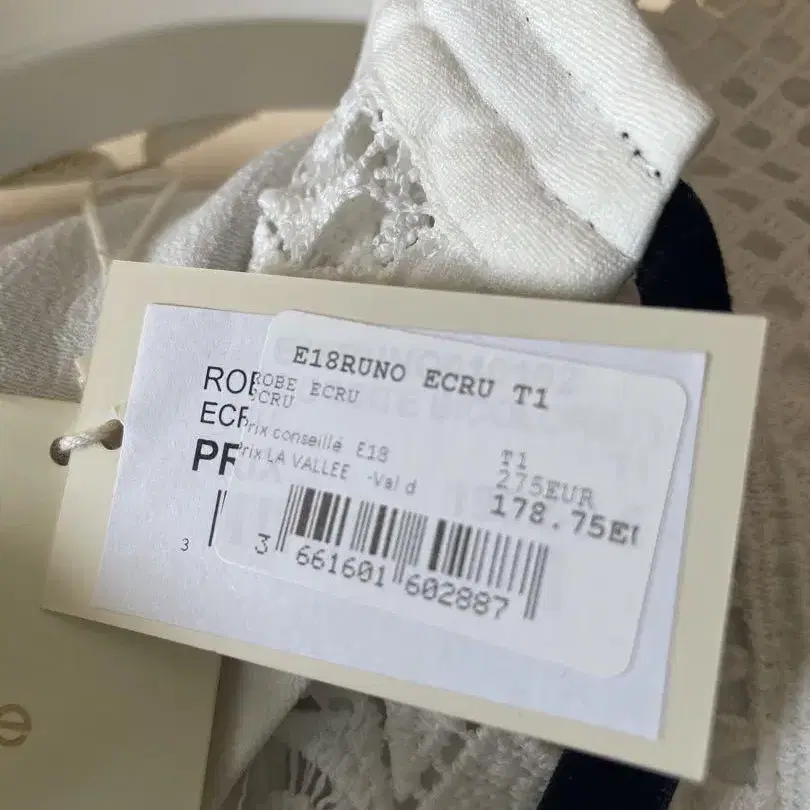 E18RUNO ECRU T1
ROBE ECRU
ECRU
Prix conseillé E18 T1
275EUR
Prix LA VALLEE -Val d
178.75E
3 661601 602887
ROB
ECR
PR
3
e